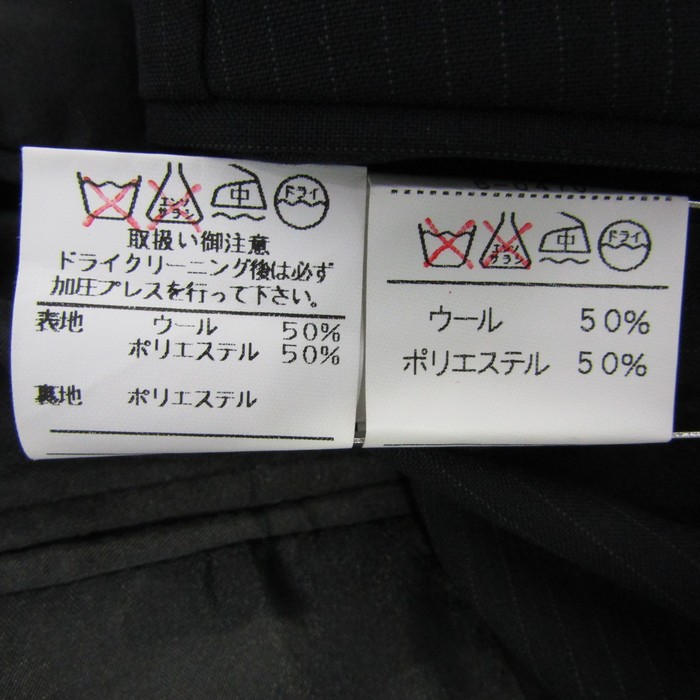 エンソ
サラン
中
ドライ
取扱い御注意
ドライクリーニング後は必ず
加圧プレスを行って下さい。
表地 ウール 50%
ポリエステル 50%
裏地 ポリエステル
エンソ
サラン
中
ドライ
ウール 50%
ポリエステル 50%